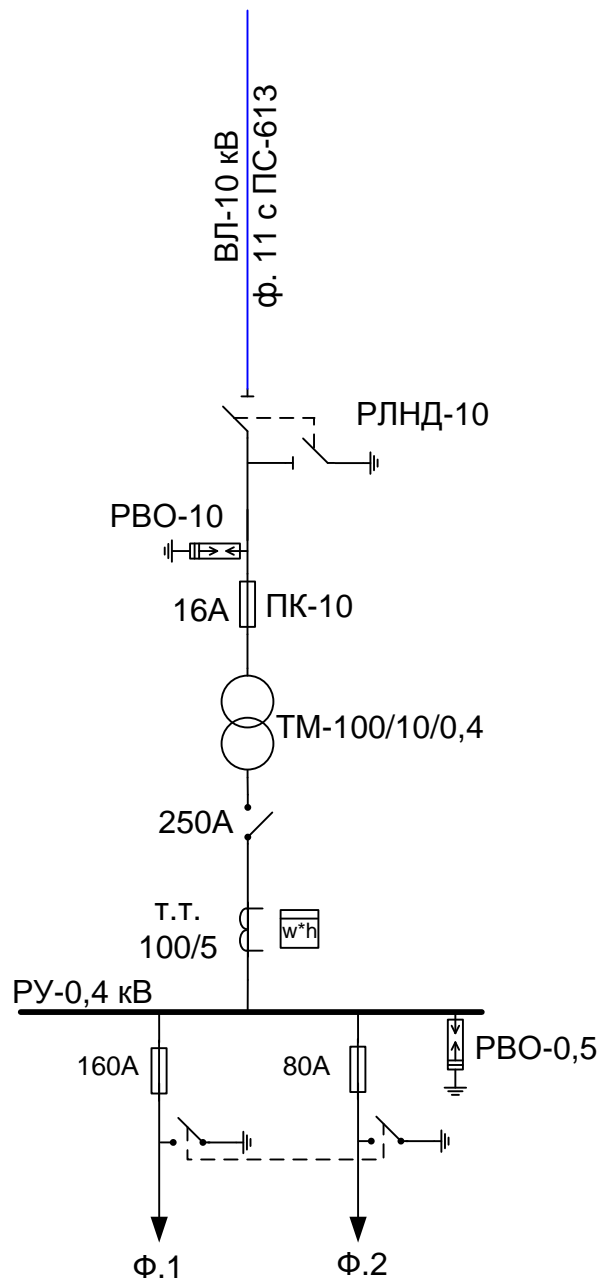 ВЛ-10 кВ
ф. 11 с ПС-613
РЛНД-10
РВО-10
16А
ПК-10
ТМ-100/10/0,4
250А
т.т.
100/5
w*h
РУ-0,4 кВ
РВО-0,5
160А
80А
Ф.1
Ф.2